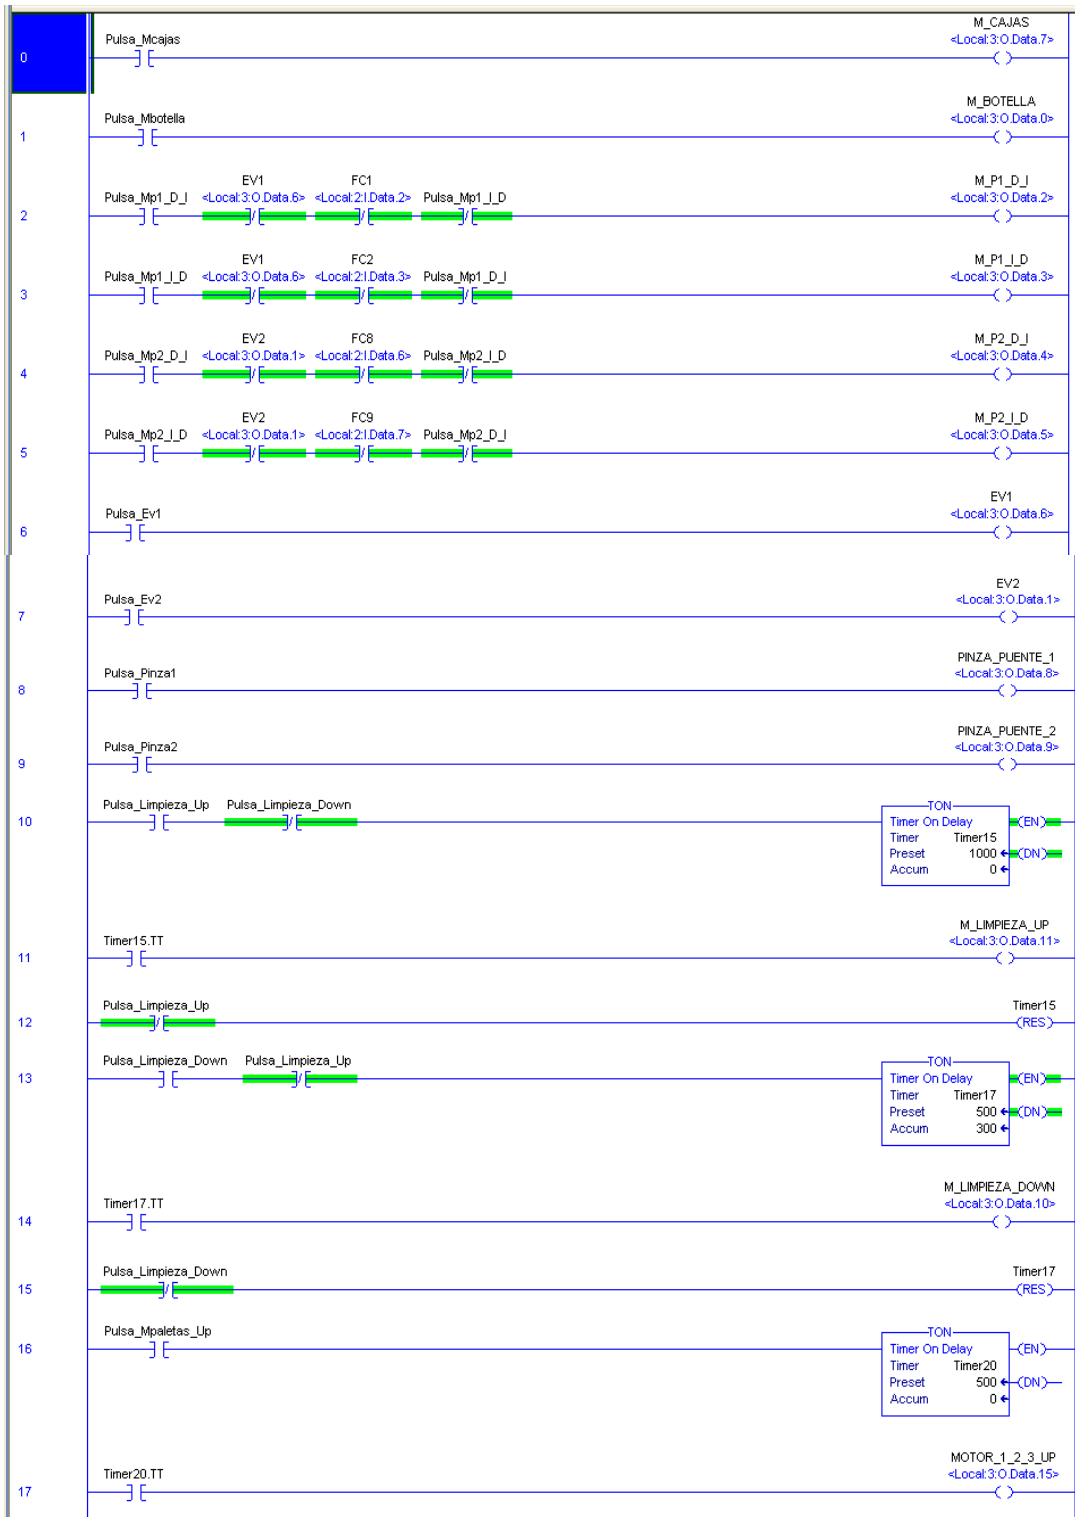 M_CAJAS
Pulsa_Mcajas <Local:3:O.Data.7>
0
M_BOTELLA
Pulsa_Mbotella <Local:3:O.Data.0>
1
EV1 FC1 M_P1_D_I
Pulsa_Mp1_D_I <Local:3:O.Data.6> <Local:2:I.Data.2> Pulsa_Mp1_I_D <Local:3:O.Data.2>
2
EV1 FC2 M_P1_I_D
Pulsa_Mp1_I_D <Local:3:O.Data.6> <Local:2:I.Data.3> Pulsa_Mp1_D_I <Local:3:O.Data.3>
3
EV2 FC8 M_P2_D_I
Pulsa_Mp2_D_I <Local:3:O.Data.1> <Local:2:I.Data.6> Pulsa_Mp2_I_D <Local:3:O.Data.4>
4
EV2 FC9 M_P2_I_D
Pulsa_Mp2_I_D <Local:3:O.Data.1> <Local:2:I.Data.7> Pulsa_Mp2_D_I <Local:3:O.Data.5>
5
EV1
Pulsa_Ev1 <Local:3:O.Data.6>
6
EV2
Pulsa_Ev2 <Local:3:O.Data.1>
7
PINZA_PUENTE_1
Pulsa_Pinza1 <Local:3:O.Data.8>
8
PINZA_PUENTE_2
Pulsa_Pinza2 <Local:3:O.Data.9>
9
Pulsa_Limpieza_Up Pulsa_Limpieza_Down TON
10 Timer On Delay (EN)
Timer Timer15
Preset 1000 (DN)
Accum 0
M_LIMPIEZA_UP
Timer15.TT <Local:3:O.Data.11>
11
Pulsa_Limpieza_Up Timer15
12 (RES)
Pulsa_Limpieza_Down Pulsa_Limpieza_Up TON
13 Timer On Delay (EN)
Timer Timer17
Preset 500 (DN)
Accum 300
M_LIMPIEZA_DOWN
Timer17.TT <Local:3:O.Data.10>
14
Pulsa_Limpieza_Down Timer17
15 (RES)
Pulsa_Mpaletas_Up TON
16 Timer On Delay (EN)
Timer Timer20
Preset 500 (DN)
Accum 0
MOTOR_1_2_3_UP
Timer20.TT <Local:3:O.Data.15>
17